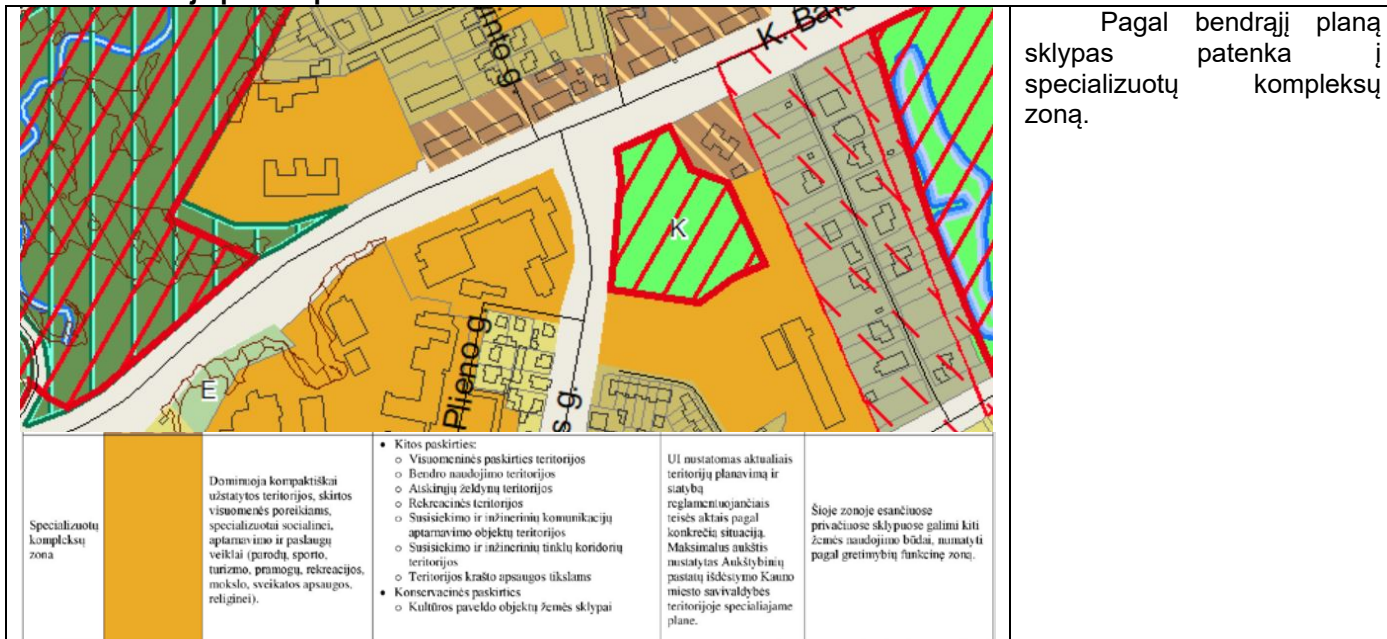 Pagal bendrąjį planą
sklypas patenka į
specializuotų kompleksų
zoną.
K. Bar
into g.
K
E
Plieno g.
s g.
Specializuotų
kompleksų
zona
Dominuoja kompaktiškai
užstatytos teritorijos, skirtos
visuomenės poreikiams,
specializuotai socialinei,
aptarnavimo ir paslaugų
veiklai (parodų, sporto,
turizmo, pramogų, rekreacijos,
mokslo, sveikatos apsaugos,
religinei).
• Kitos paskirties:
o Visuomeninės paskirties teritorijos
o Bendro naudojimo teritorijos
o Atskirųjų želdynų teritorijos
o Rekreacinės teritorijos
o Susisiekimo ir inžinerinių komunikacijų
aptarnavimo objektų teritorijos
o Susisiekimo ir inžinerinių tinklų koridorių
teritorijos
o Teritorijos krašto apsaugos tikslams
• Konservacinės paskirties
o Kultūros paveldo objektų žemės sklypai
UI nustatomas aktualiais
teritorijų planavimą ir
statybą
reglamentuojančiais
teisės aktais pagal
konkrečią situaciją.
Maksimalus aukštis
nustatytas Aukštybinių
pastatų išdėstymo Kauno
miesto savivaldybės
teritorijoje specialiajame
plane.
Šioje zonoje esančiuose
privačiuose sklypuose galimi kiti
žemės naudojimo būdai, numatyti
pagal gretimybių funkcinę zoną.